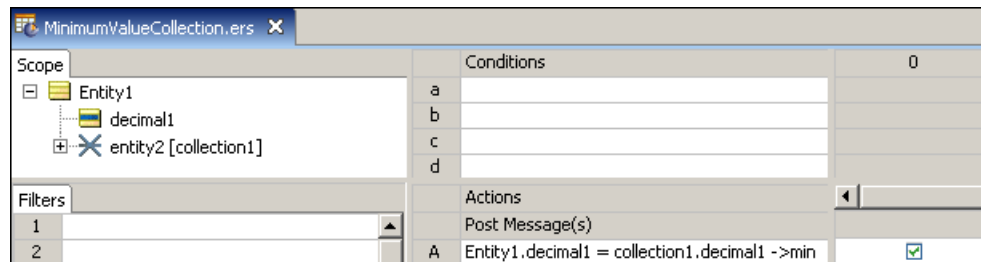 MinimumValueCollection.ers
Scope
Conditions
0
Entity1
a
decimal1
b
entity2 [collection1]
c
d
Filters
Actions
1
Post Message(s)
2
A
Entity1.decimal1 = collection1.decimal1 ->min